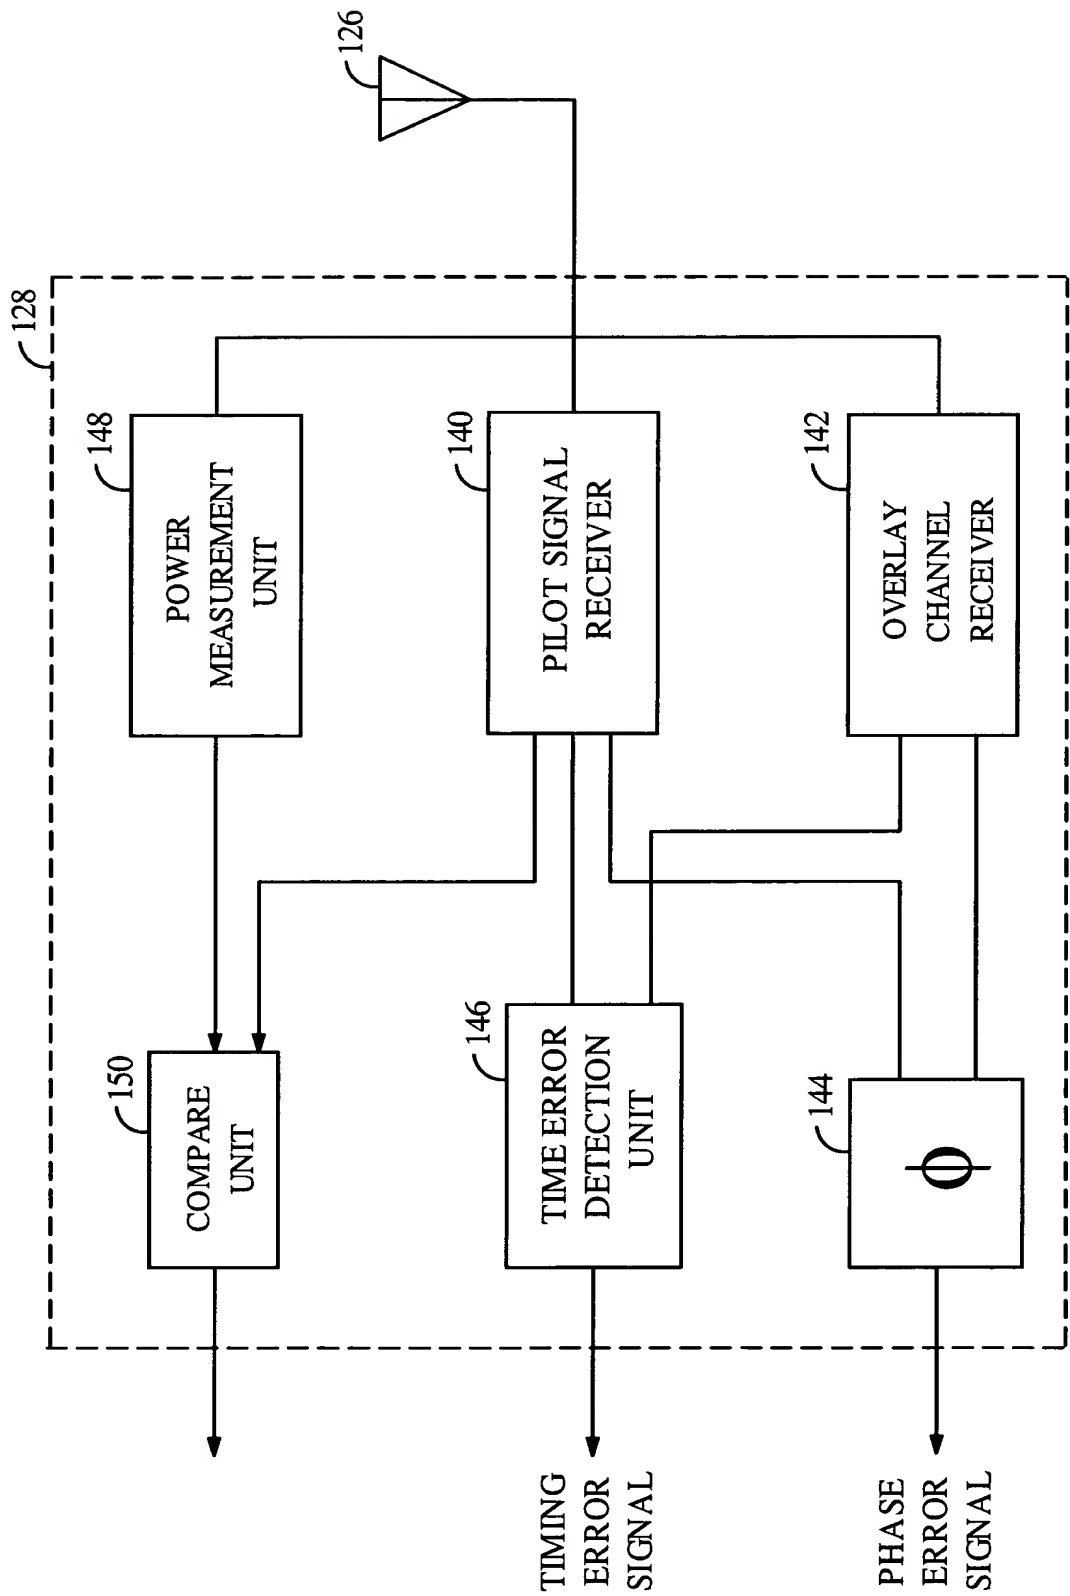 126
128
148
POWER
MEASUREMENT
UNIT
140
PILOT SIGNAL
RECEIVER
142
OVERLAY
CHANNEL
RECEIVER
150
COMPARE
UNIT
146
TIME ERROR
DETECTION
UNIT
144
Φ
TIMING
ERROR
SIGNAL
PHASE
ERROR
SIGNAL